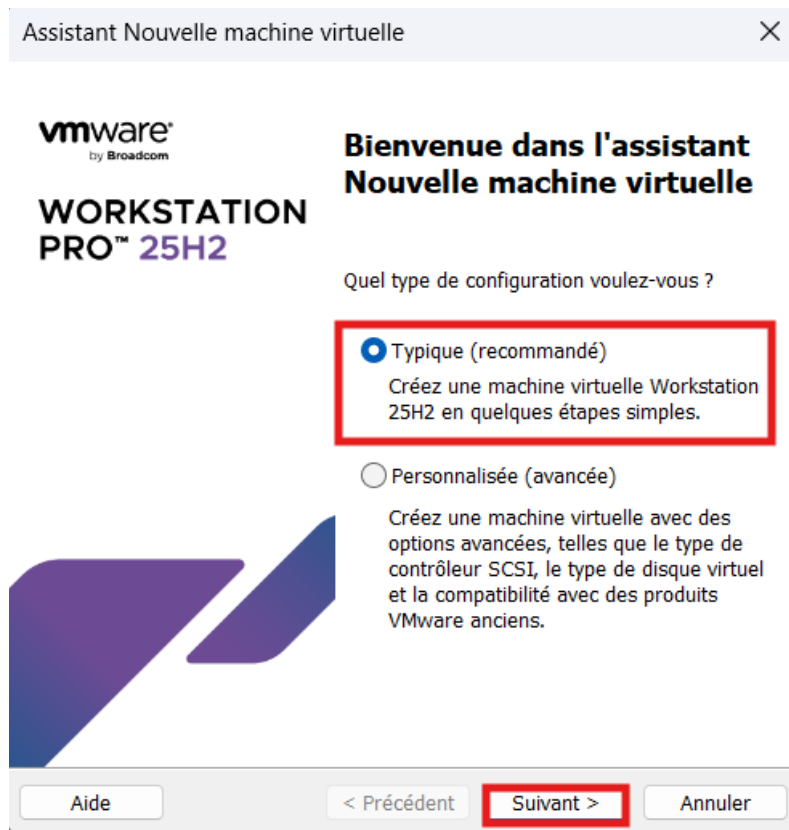 Assistant Nouvelle machine virtuelle
vmware®
by Broadcom
WORKSTATION
PRO™ 25H2
Bienvenue dans l'assistant
Nouvelle machine virtuelle
Quel type de configuration voulez-vous ?
Typique (recommandé)
Créez une machine virtuelle Workstation
25H2 en quelques étapes simples.
Personnalisée (avancée)
Créez une machine virtuelle avec des
options avancées, telles que le type de
contrôleur SCSI, le type de disque virtuel
et la compatibilité avec des produits
VMware anciens.
Aide
< Précédent
Suivant >
Annuler